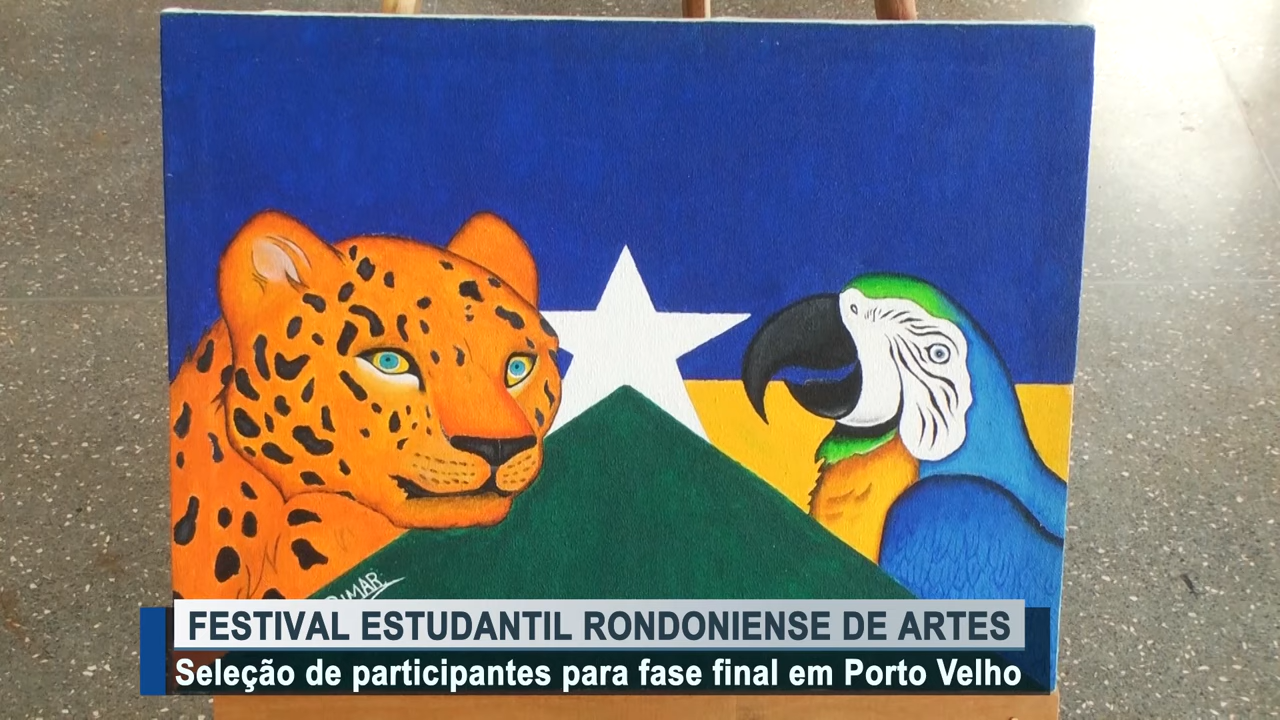 FESTIVAL ESTUDANTIL RONDONIENSE DE ARTES
Seleção de participantes para fase final em Porto Velho